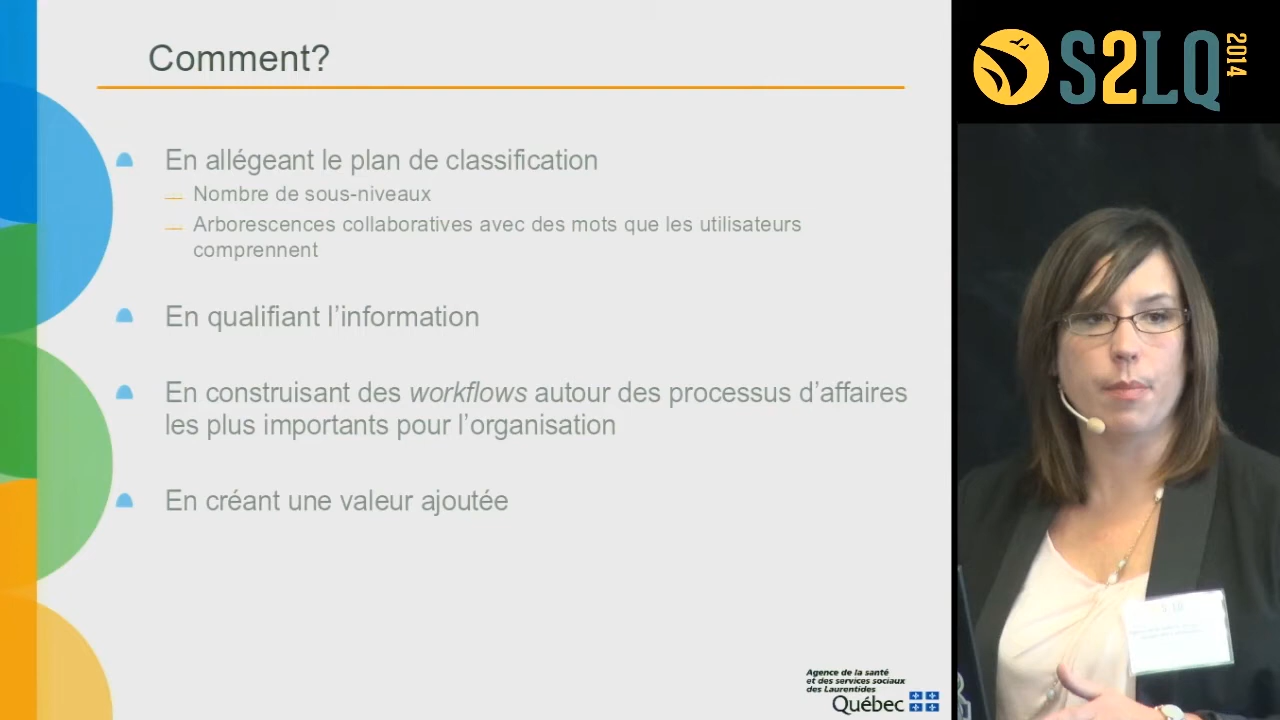 Comment?
En allégeant le plan de classification
Nombre de sous-niveaux
Arborescences collaboratives avec des mots que les utilisateurs
comprennent
En qualifiant l’information
En construisant des workflows autour des processus d’affaires
les plus importants pour l’organisation
En créant une valeur ajoutée
Agence de la santé
et des services sociaux
des Laurentides
Québec
S2LQ
2014